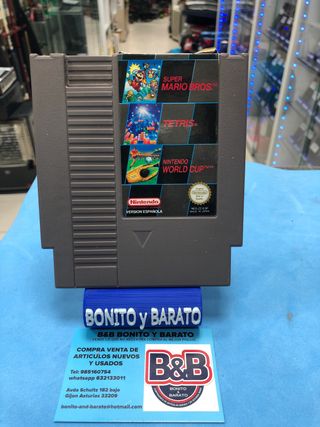 SUPER
MARIO BROS.
TETRIS
NINTENDO
WORLD CUP
Nintendo
VERSION ESPAÑOLA
BONITO y BARATO
B&B BONITO Y BARATO
COMPRA VENTA DE
ARTICULOS NUEVOS
Y USADOS
Tel: 985160754
whatsapp 632133011
Avda Schultz 182 bajo
Gijon Asturias 33209
bonito-and-barato@hotmail.com
B&B
BONITO
y
BARATO